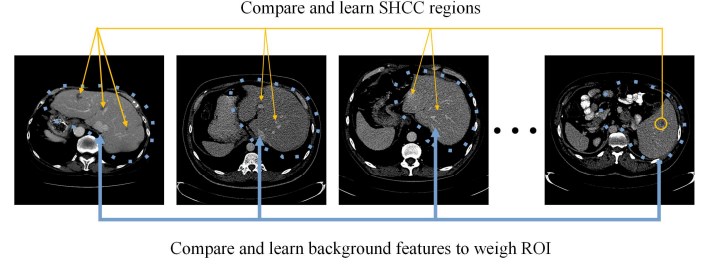 Compare and learn SHCC regions
Compare and learn background features to weigh ROI